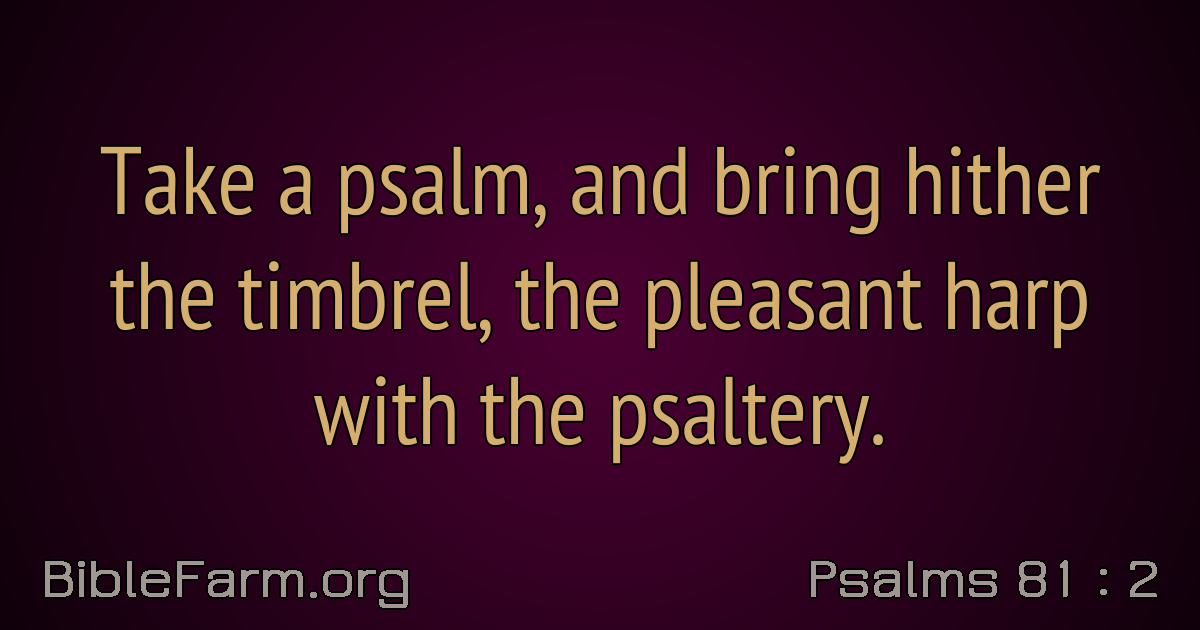 Take a psalm, and bring hither
the timbrel, the pleasant harp
with the psaltery.
BibleFarm.org
Psalms 81 : 2